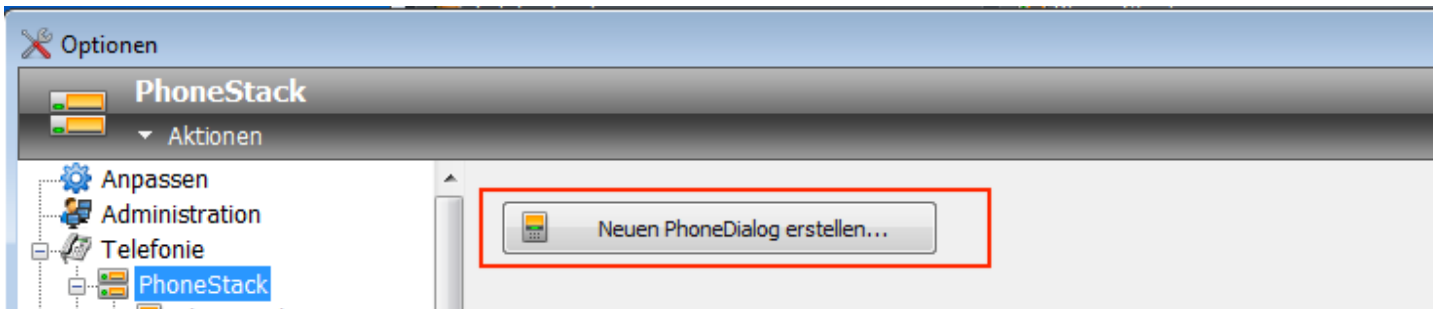 Optionen
PhoneStack
Aktionen
Anpassen
Administration
Telefonie
PhoneStack
Neuen PhoneDialog erstellen...